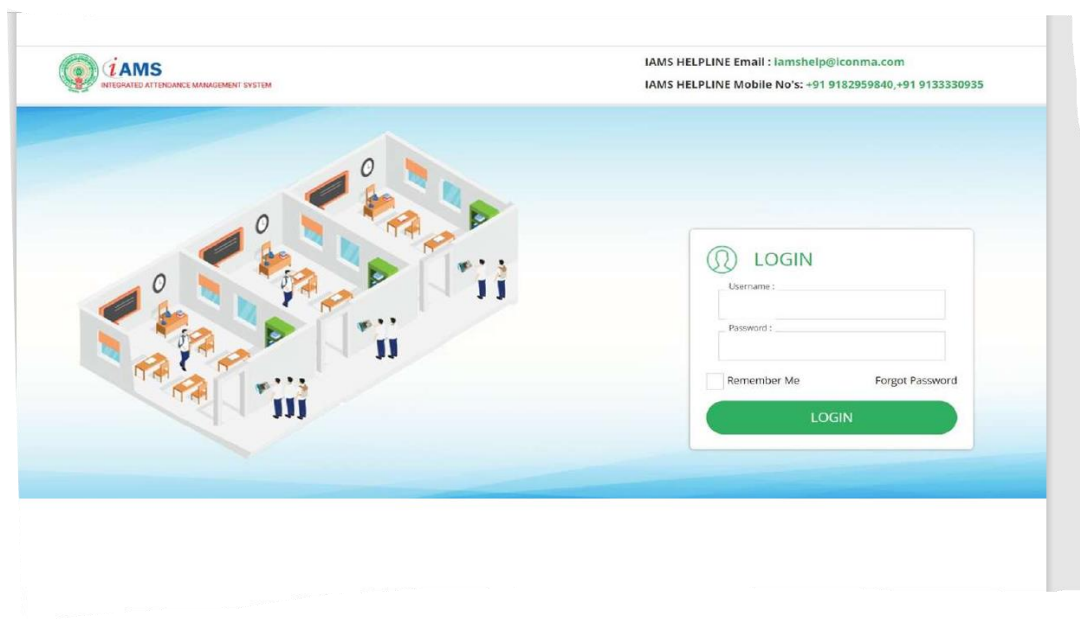 iAMS
INTEGRATED ATTENDANCE MANAGEMENT SYSTEM
IAMS HELPLINE Email : iamshelp@iconma.com
IAMS HELPLINE Mobile No's: +91 9182959840,+91 9133330935
LOGIN
Username :
Password :
Remember Me
Forgot Password
LOGIN